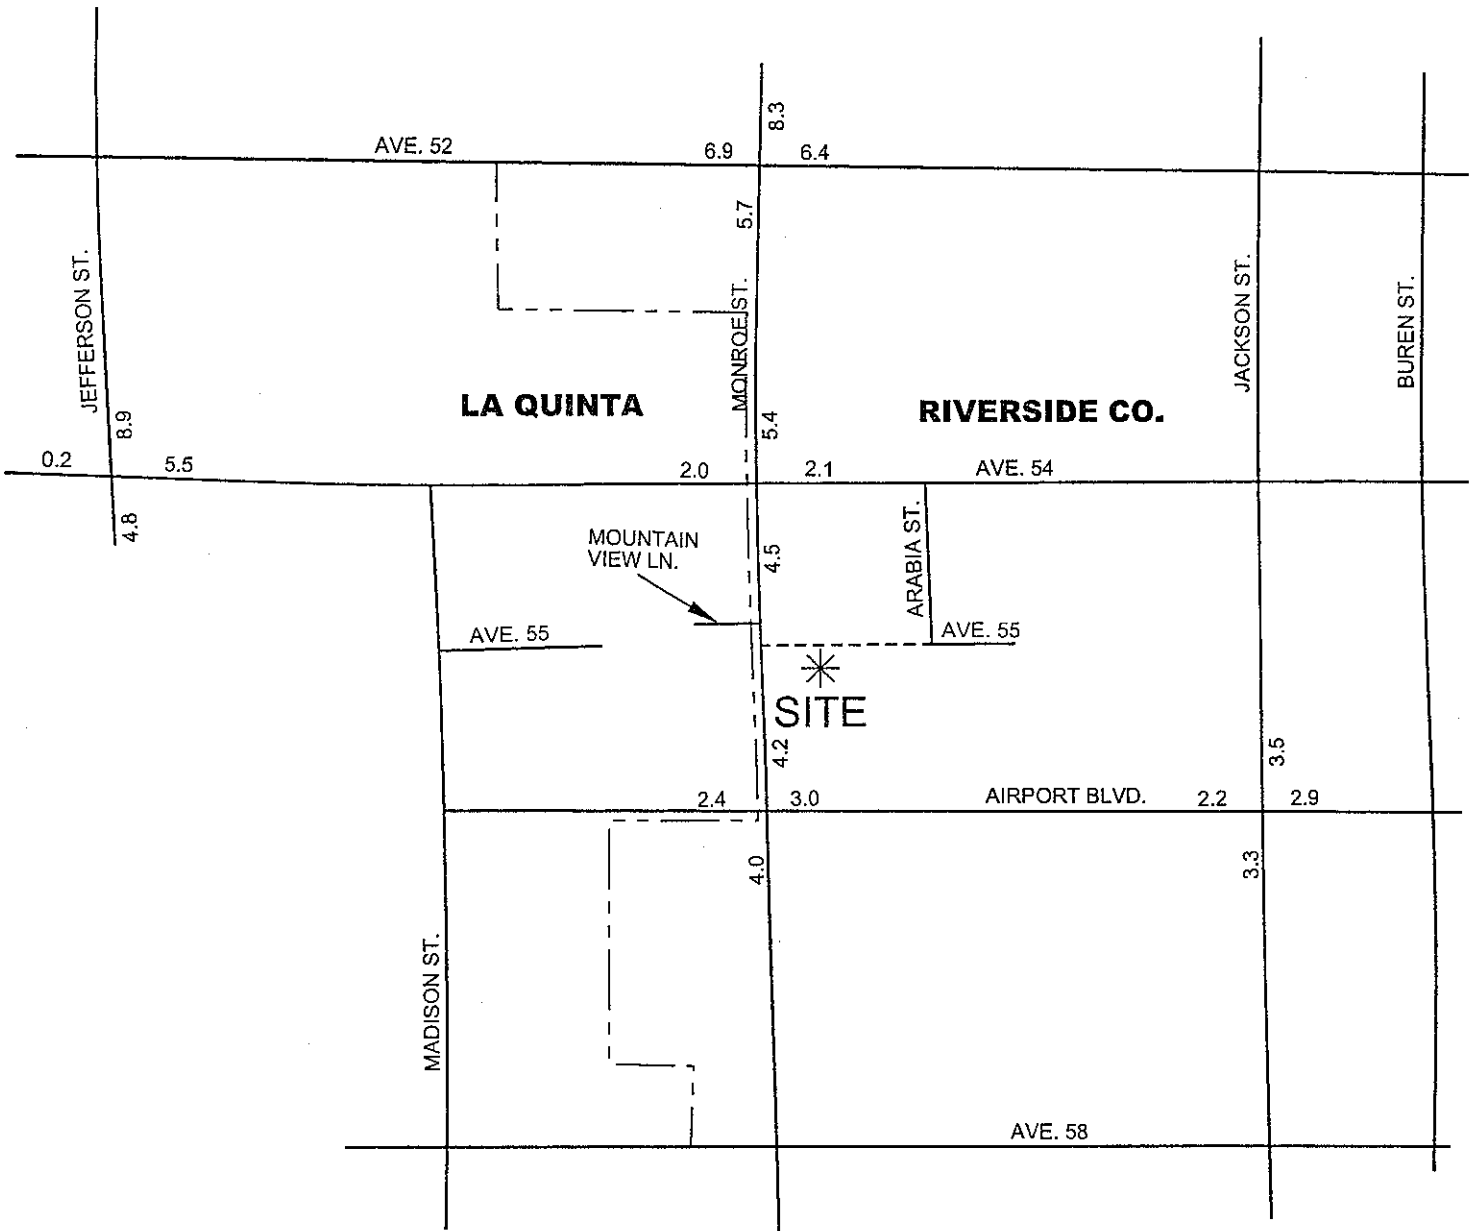 8.3
AVE. 52
6.9
6.4
5.7
JEFFERSON ST.
MONROE ST.
JACKSON ST.
BUREN ST.
LA QUINTA
RIVERSIDE CO.
8.9
5.4
0.2
5.5
2.0
2.1
AVE. 54
4.8
MOUNTAIN
VIEW LN.
4.5
ARABIA ST.
AVE. 55
AVE. 55
SITE
4.2
3.5
2.4
3.0
AIRPORT BLVD.
2.2
2.9
4.0
3.3
MADISON ST.
AVE. 58